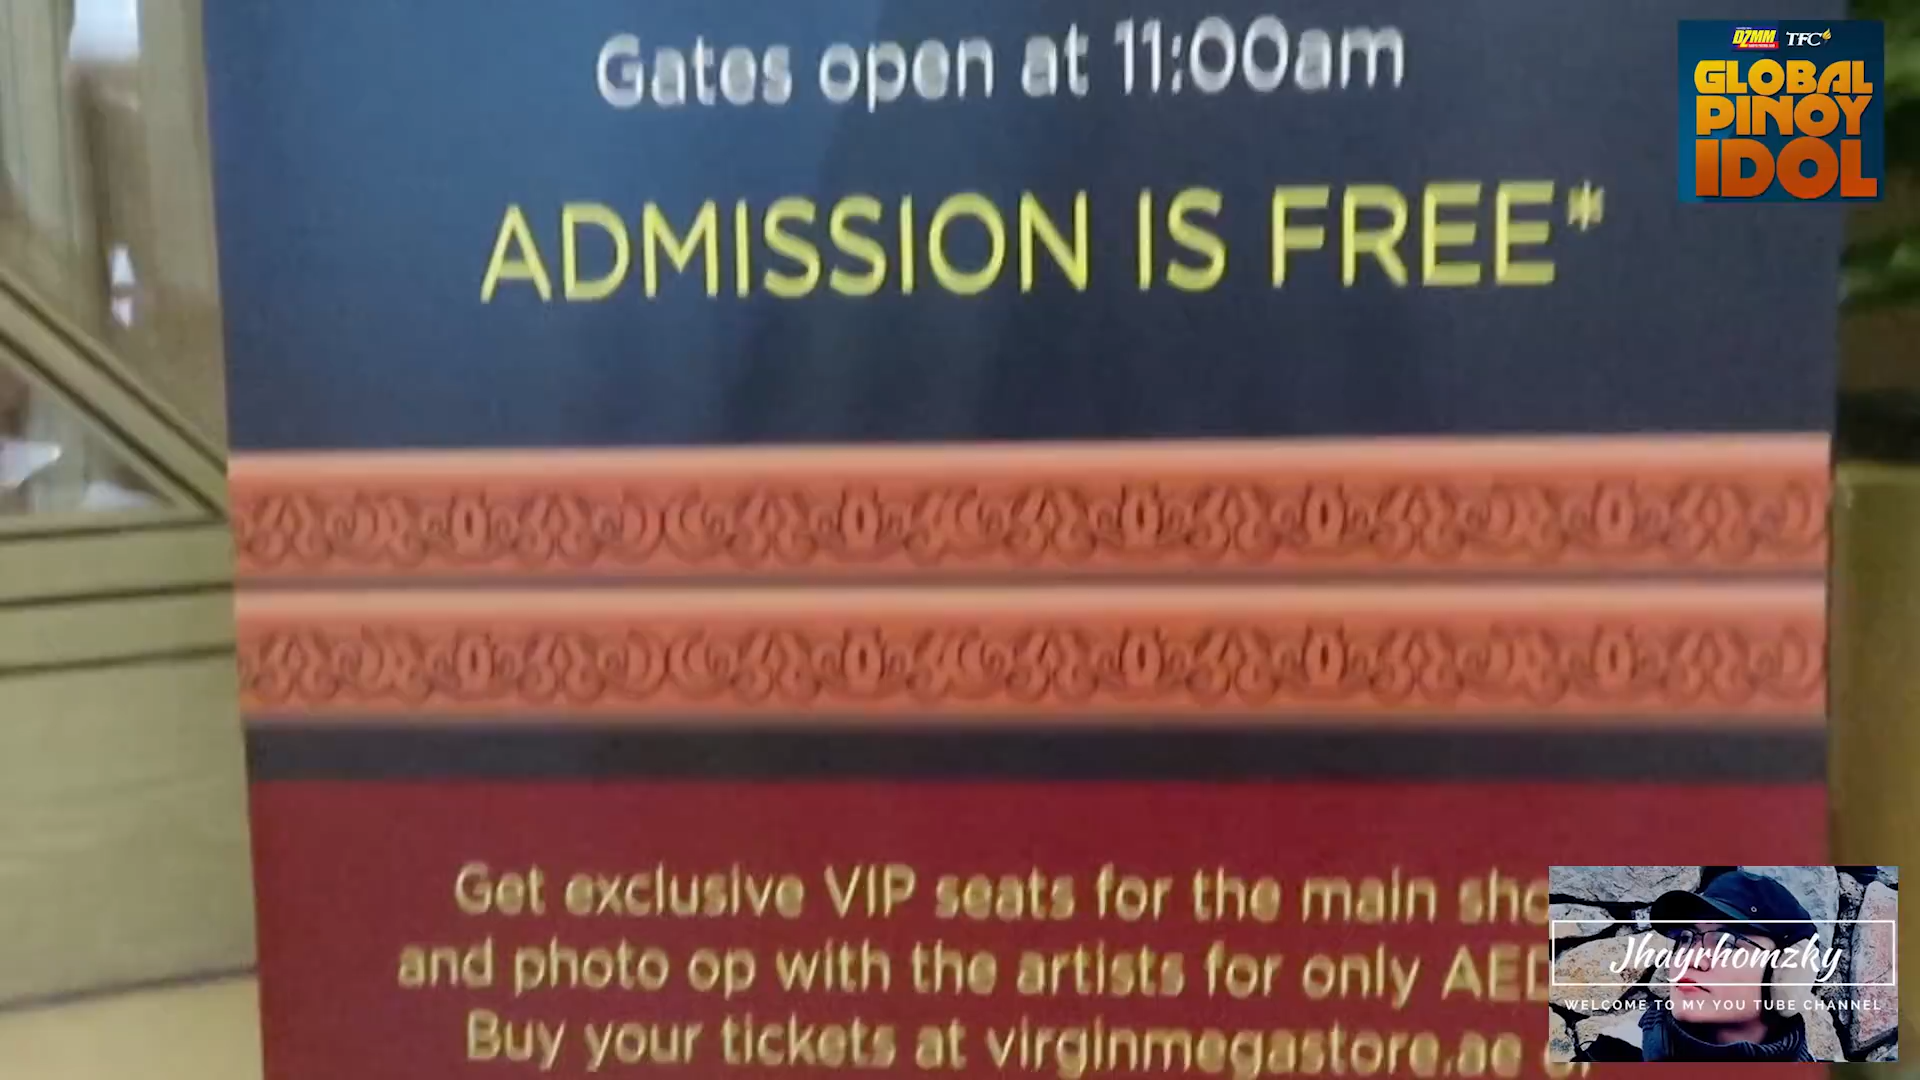 Gates open at 11:00am
DZMM TFC
GLOBAL
PINOY
IDOL
ADMISSION IS FREE*
Get exclusive VIP seats for the main
and photo op with the artists for only
Buy your tickets at virginmegastore.ae
Jhayrhomzky
WELCOME TO MY YOU TUBE CHANNEL